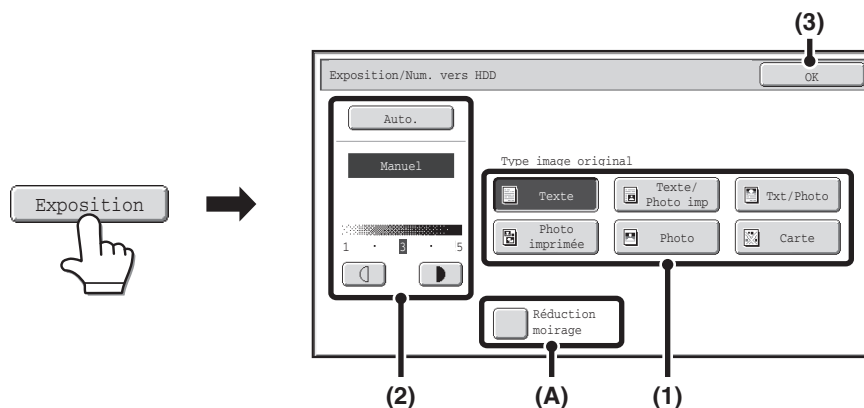 (3)
Exposition/Num. vers HDD
OK
Auto.
Manuel
1 · 3 · 5
Type image original
Texte
Texte/
Photo imp
Txt/Photo
Photo
imprimée
Photo
Carte
Réduction
moirage
Exposition
(2)
(A)
(1)